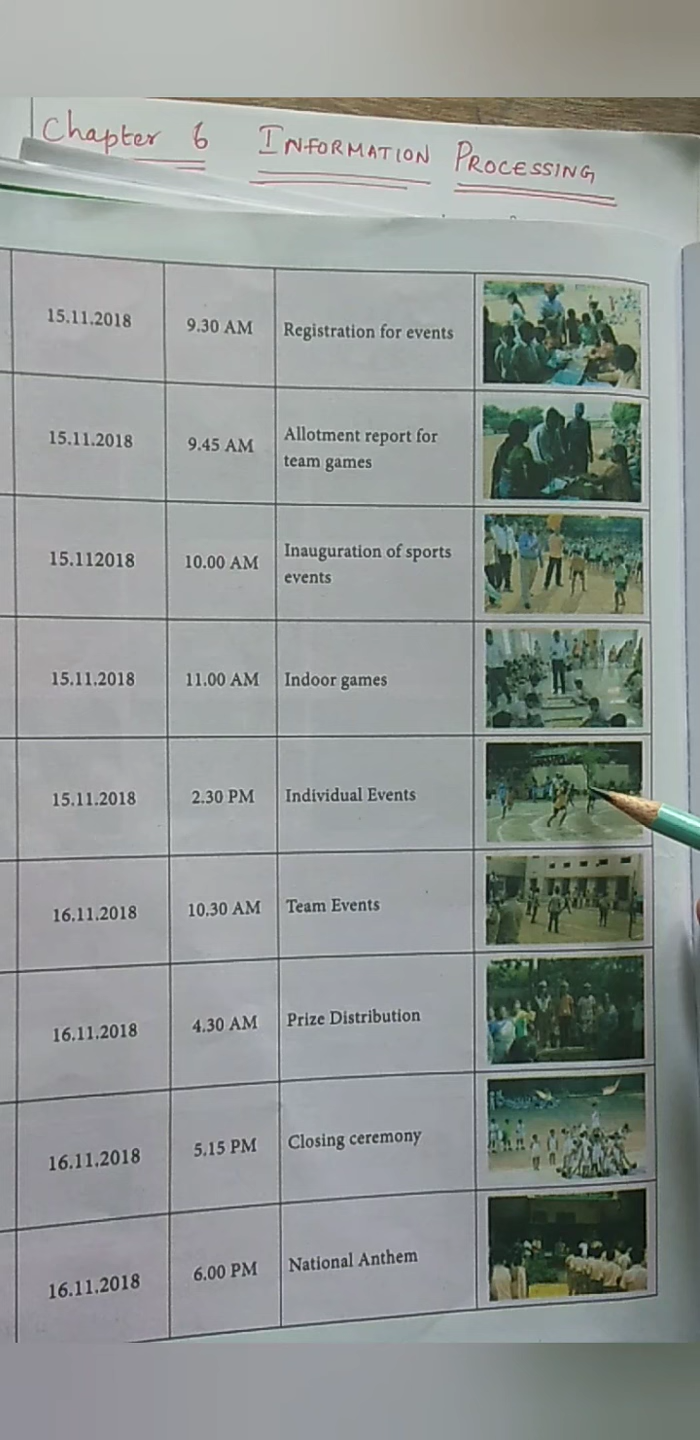 Chapter 6 INFORMATION PROCESSING
15.11.2018 9.30 AM Registration for events
15.11.2018 9.45 AM Allotment report for
team games
15.112018 10.00 AM Inauguration of sports
events
15.11.2018 11.00 AM Indoor games
15.11.2018 2.30 PM Individual Events
16.11.2018 10.30 AM Team Events
16.11.2018 4.30 AM Prize Distribution
16.11.2018 5.15 PM Closing ceremony
16.11.2018 6.00 PM National Anthem